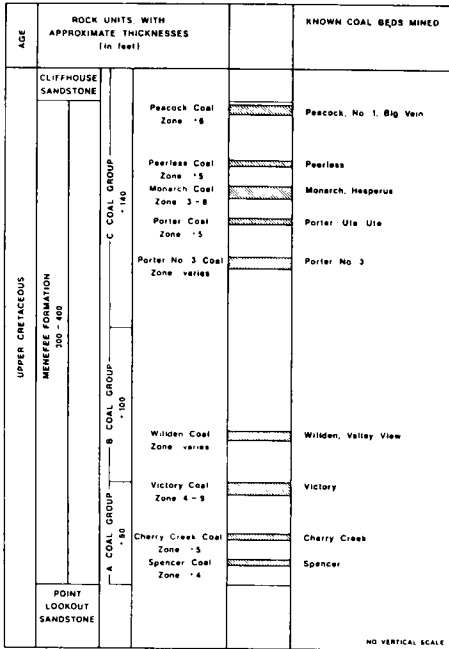 AGE
ROCK UNITS WITH
APPROXIMATE THICKNESSES
(in feet)
KNOWN COAL BEDS MINED
UPPER CRETACEOUS
CLIFFHOUSE
SANDSTONE
MENEFEE FORMATION
300 - 400
POINT
LOOKOUT
SANDSTONE
C COAL GROUP
140
B COAL GROUP
100
A COAL GROUP
Peacock Coal
Zone 6
Peacock, No 1, Big Vein
Peerless Coal
Zone 5
Peerless
Monarch Coal
Zone 3 - 8
Monarch, Hesperus
Porter Coal
Zone 5
Porter Ute Ute
Porter No 3 Coal
Zone varies
Porter No 3
Williden Coal
Zone varies
Williden, Valley View
Victory Coal
Zone 4 - 9
Victory
Cherry Creek Coal
Zone 5
Cherry Creek
Spencer Coal
Zone 4
Spencer
NO VERTICAL SCALE